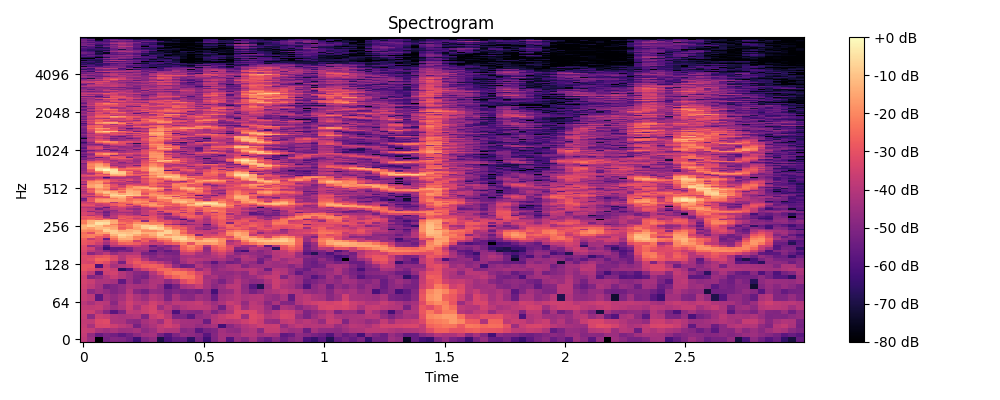 Spectrogram
4096
2048
1024
512
256
128
64
0
Hz
0
0.5
1
1.5
2
2.5
Time
+0 dB
-10 dB
-20 dB
-30 dB
-40 dB
-50 dB
-60 dB
-70 dB
-80 dB